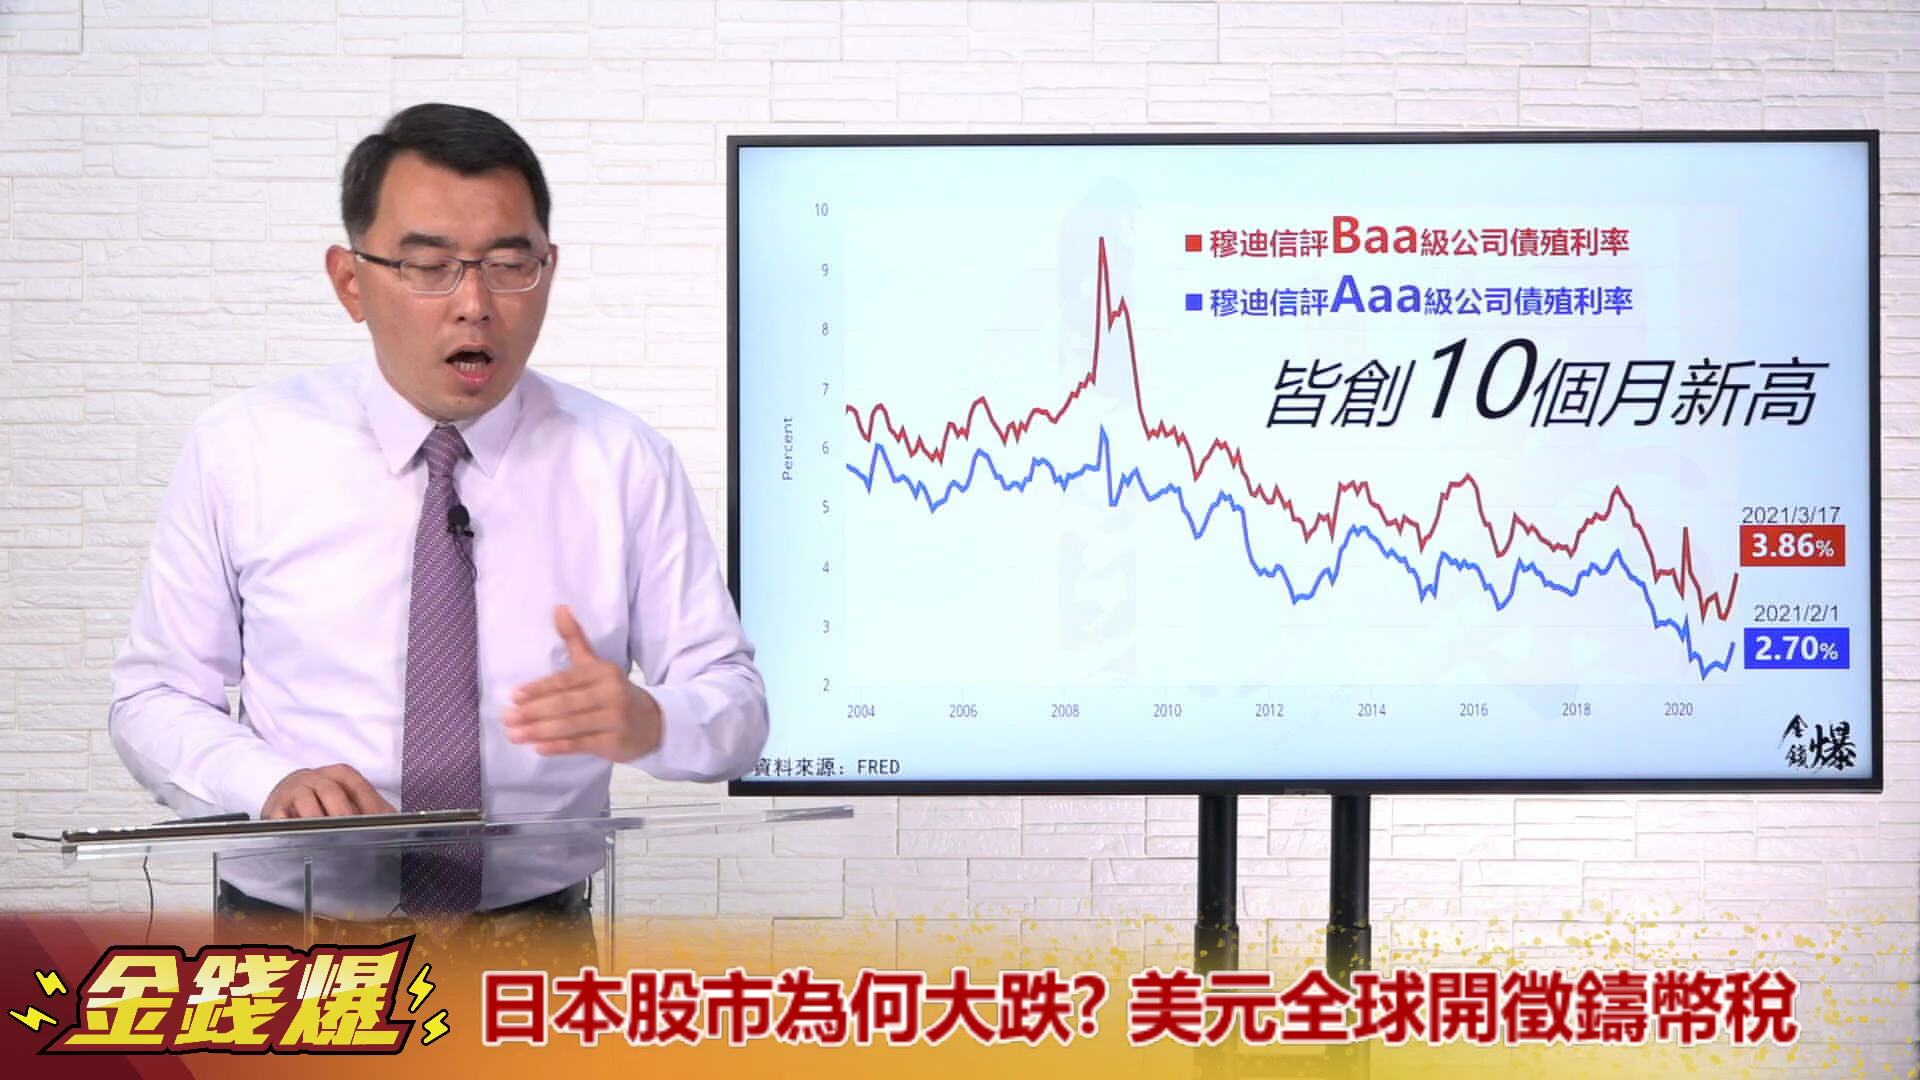 10
9
8
7
6
5
4
3
2
Percent
■ 穆迪信評Baa級公司債殖利率
■ 穆迪信評Aaa級公司債殖利率
皆創10個月新高
2021/3/17
3.86%
2021/2/1
2.70%
2004 2006 2008 2010 2012 2014 2016 2018 2020
資料來源：FRED
金錢爆
金錢爆
日本股市為何大跌? 美元全球開徵鑄幣稅